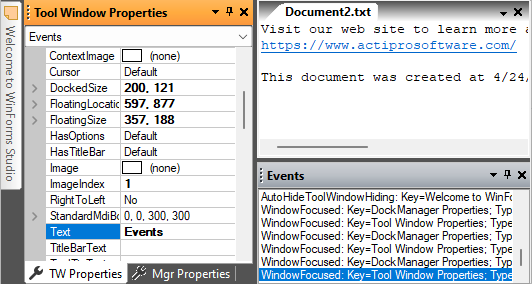 Welcome to WinForms Studio
Tool Window Properties
Events
ContextImage (none)
Cursor Default
DockedSize 200, 121
FloatingLocatio 597, 877
FloatingSize 357, 188
HasOptions Default
HasTitleBar Default
Image (none)
ImageIndex 1
RightToLeft No
StandardMdiBo 0, 0, 300, 300
Text Events
TitleBarText
TW Properties
Mgr Properties
Document2.txt
Visit our web site to learn more a
https://www.actiprosoftware.com/
This document was created at 4/24/
Events
AutoHideToolWindowHiding: Key=Welcome to WinFo
WindowFocused: Key=DockManager Properties; Type
WindowFocused: Key=Tool Window Properties; Type
WindowFocused: Key=DockManager Properties; Type
WindowFocused: Key=Tool Window Properties; Type
WindowFocused: Key=DockManager Properties; Type
WindowFocused: Key=Tool Window Properties; Type